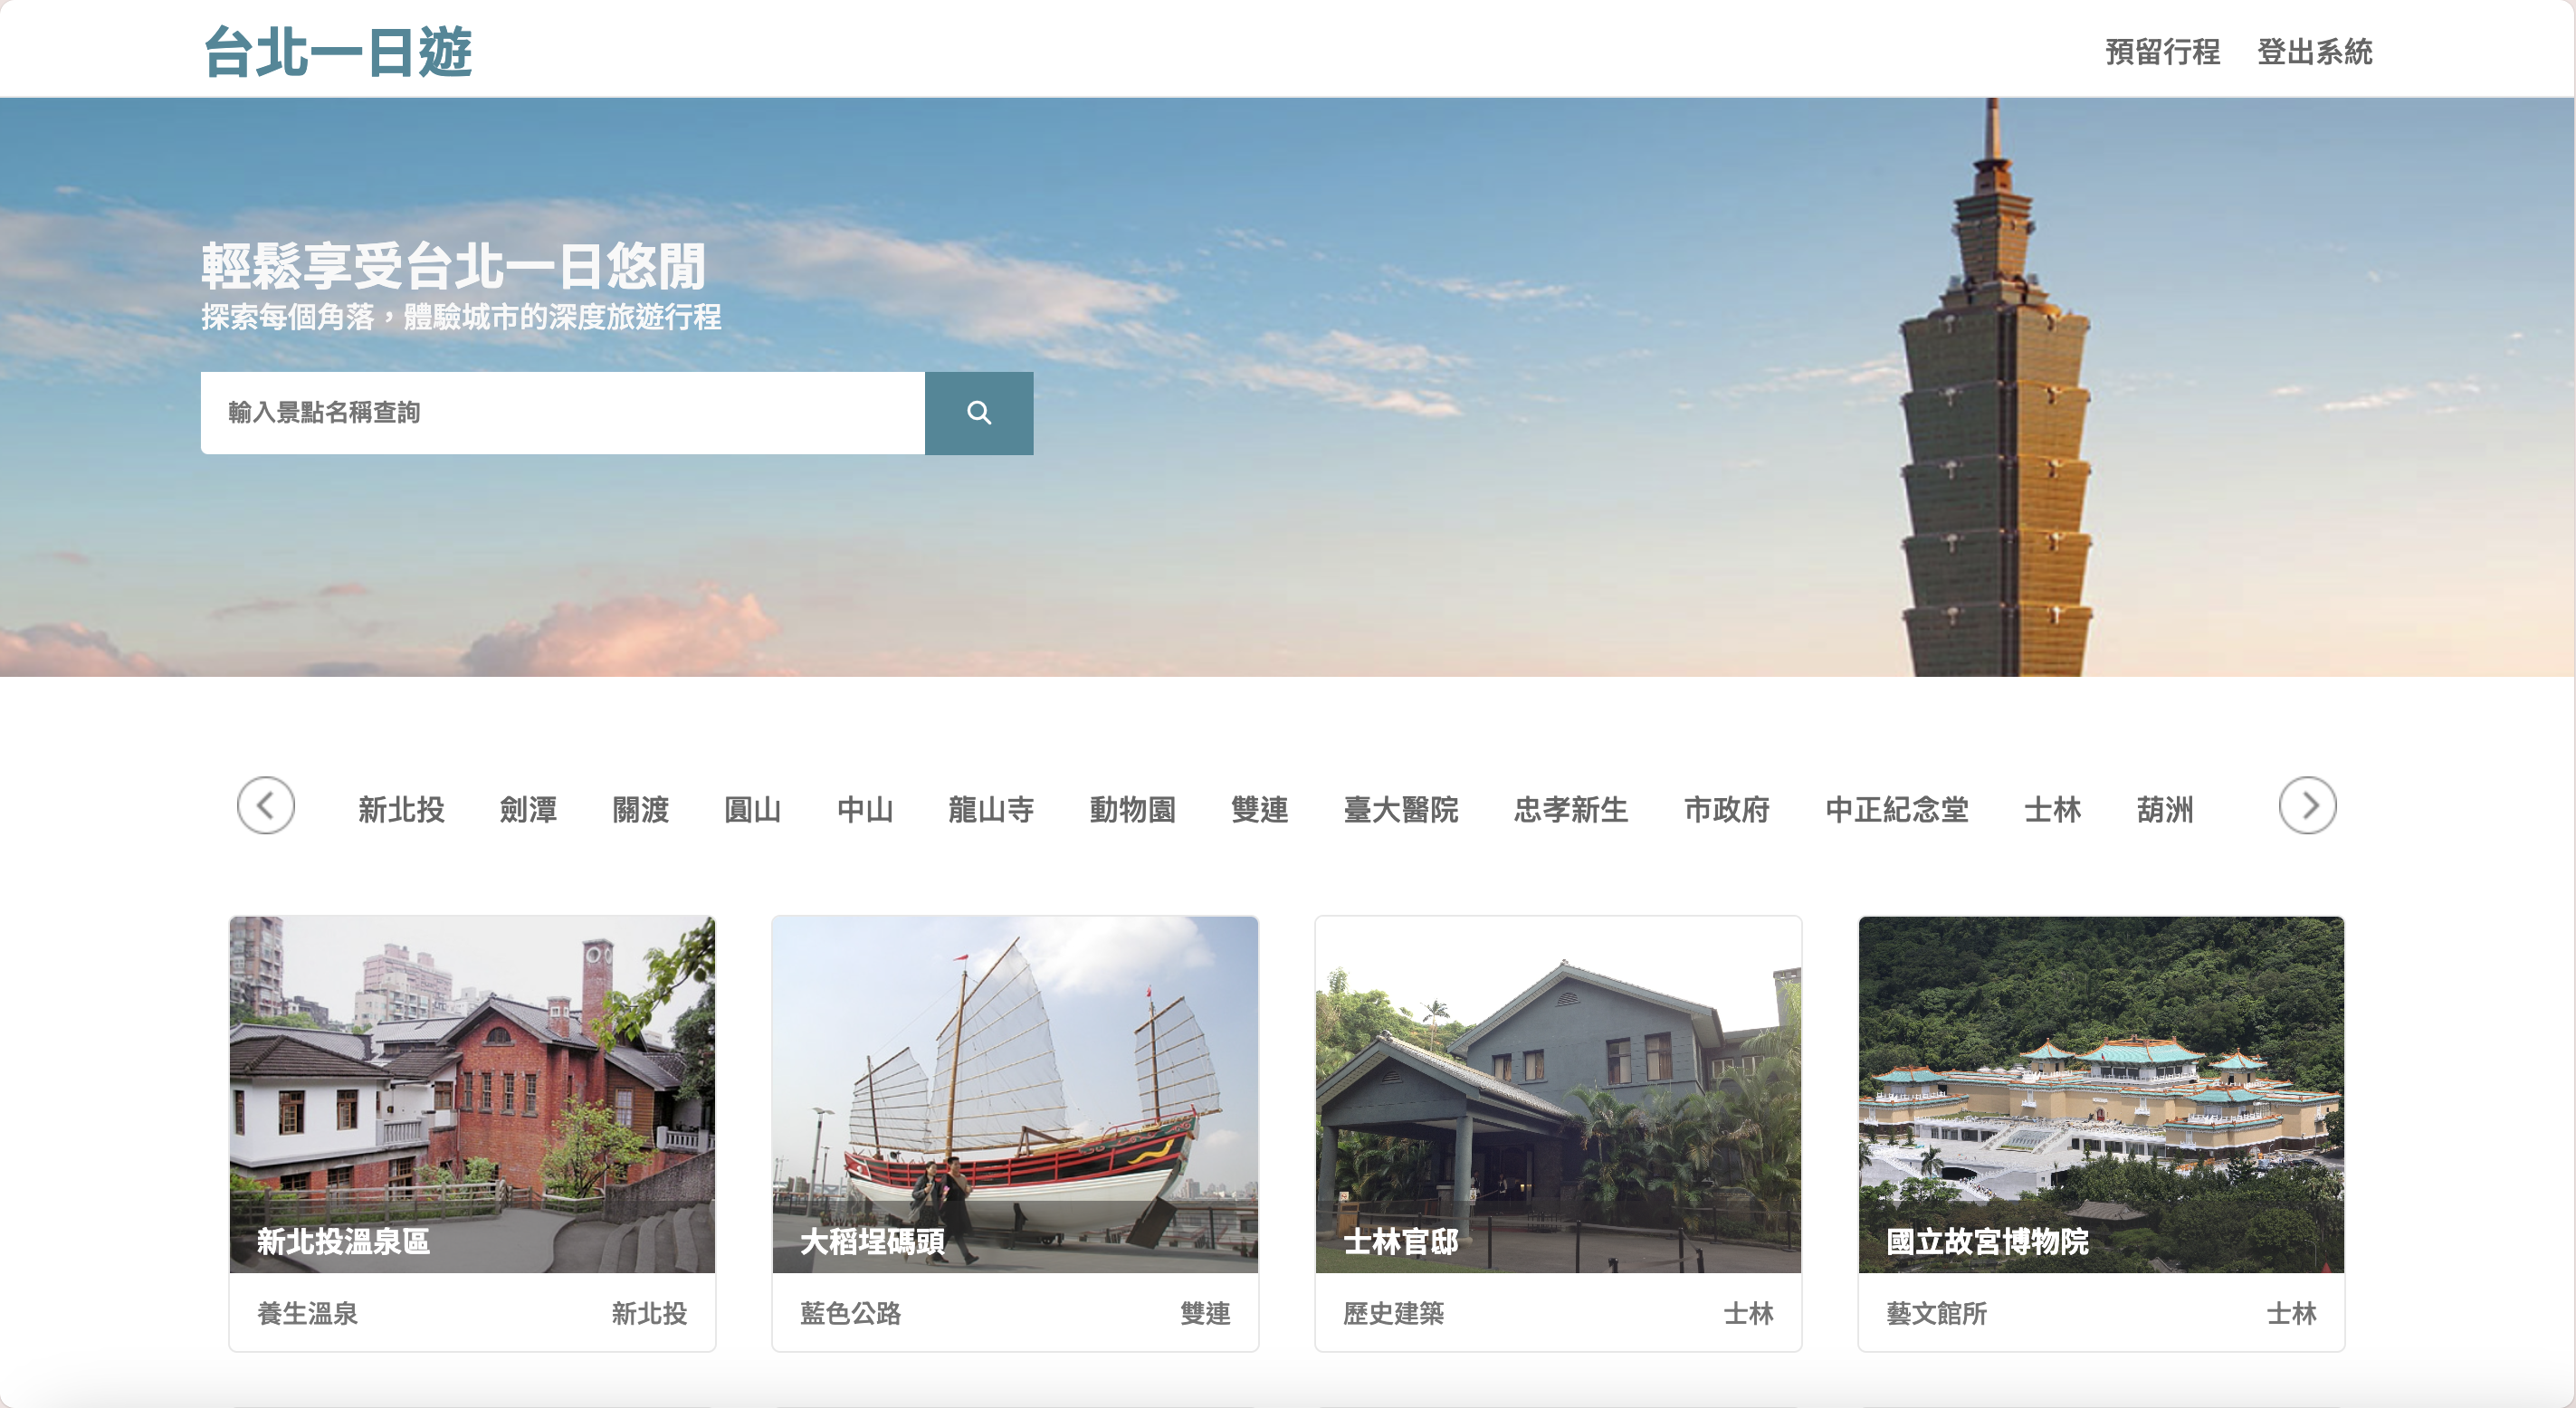 台北一日遊
預留行程 登出系統
輕鬆享受台北一日悠閒
探索每個角落，體驗城市的深度旅遊行程
輸入景點名稱查詢
新北投 劍潭 關渡 圓山 中山 龍山寺 動物園 雙連 臺大醫院 忠孝新生 市政府 中正紀念堂 士林 葫洲
新北投溫泉區
養生溫泉 新北投
大稻埕碼頭
藍色公路 雙連
士林官邸
歷史建築 士林
國立故宮博物院
藝文館所 士林